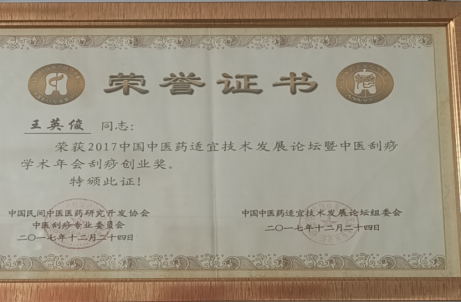 荣誉证书
王英俊 同志:
荣获2017中国中医药适宜技术发展论坛暨中医刮痧
学术年会刮痧创业奖。
特颁此证!
中国民间中医医药研究开发协会
中医刮痧专业委员会
二〇一七年十二月二十四日
中国中医药适宜技术发展论坛组委会
二〇一七年十二月二十四日